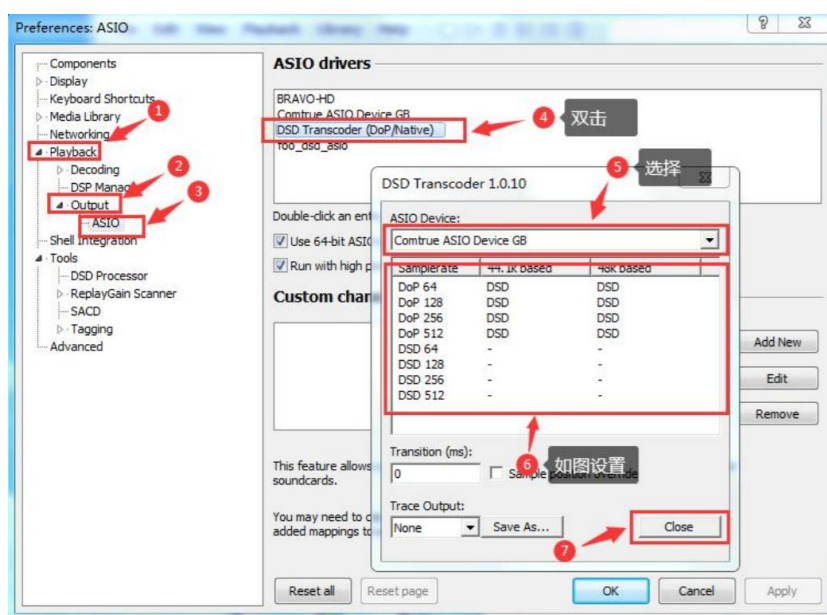 Preferences: ASIO
Components
Display
Keyboard Shortcuts
Media Library
Networking
Playback
Decoding
DSP Manag
Output
ASIO
Shell Integration
Tools
DSD Processor
ReplayGain Scanner
SACD
Tagging
Advanced
1
2
3
ASIO drivers
BRAVO-HD
Comtrue ASIO Device GB
DSD Transcoder (DoP/Native)
foo_dsd_asio
4 双击
5 选择
Double-click an ent
Use 64-bit ASIO
Run with high p
Custom chan
DSD Transcoder 1.0.10
ASIO Device:
Comtrue ASIO Device GB
Samplerate 44.1k based 48k based
DoP 64 DSD DSD
DoP 128 DSD DSD
DoP 256 DSD DSD
DoP 512 DSD DSD
DSD 64 - -
DSD 128 - -
DSD 256 - -
DSD 512 - -
Add New
Edit
Remove
Transition (ms):
0
Sample position override
6 如图设置
This feature allows
soundcards.
Trace Output:
None Save As... Close
7
You may need to c
added mappings to
Reset all Reset page OK Cancel Apply